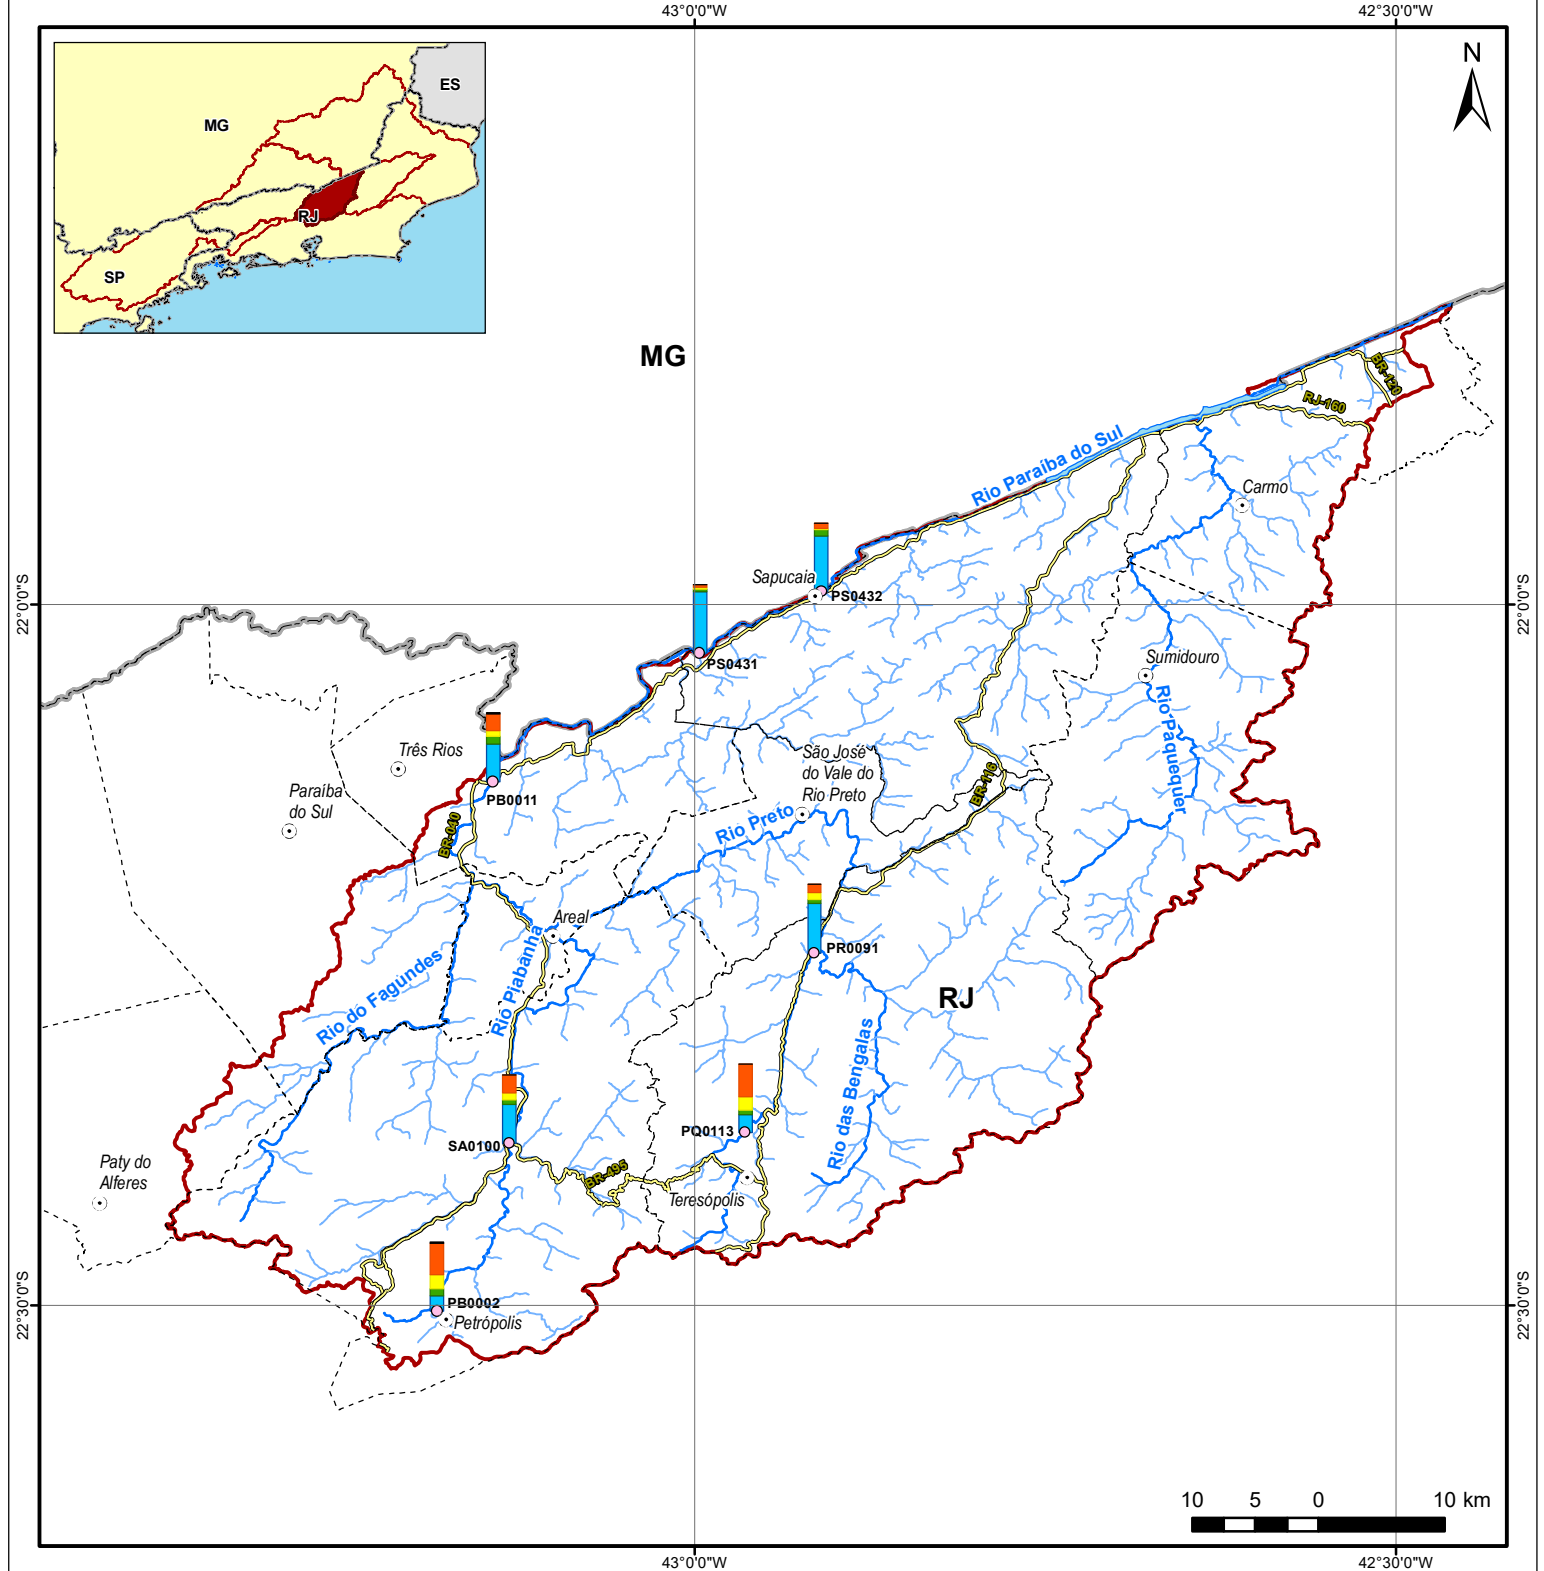 43°0'0"W
42°30'0"W
ES
MG
RJ
SP
N
MG
BR-120
RJ-160
Rio Paraíba do Sul
Carmo
Sapucaia
PS0432
22°0'0"S
22°0'0"S
PS0431
Sumidouro
Rio Paquequer
Três Rios
São José
do Vale do
Rio Preto
Paraíba
do Sul
PB0011
BR-116
BR-040
Rio Preto
Areal
PR0091
Rio do Fagundes
Rio Piabanha
RJ
Rio das Bengalas
PQ0113
SA0100
Paty do
Alferes
BR-495
Teresópolis
PB0002
Petrópolis
22°30'0"S
22°30'0"S
10 5 0 10 km
43°0'0"W
42°30'0"W